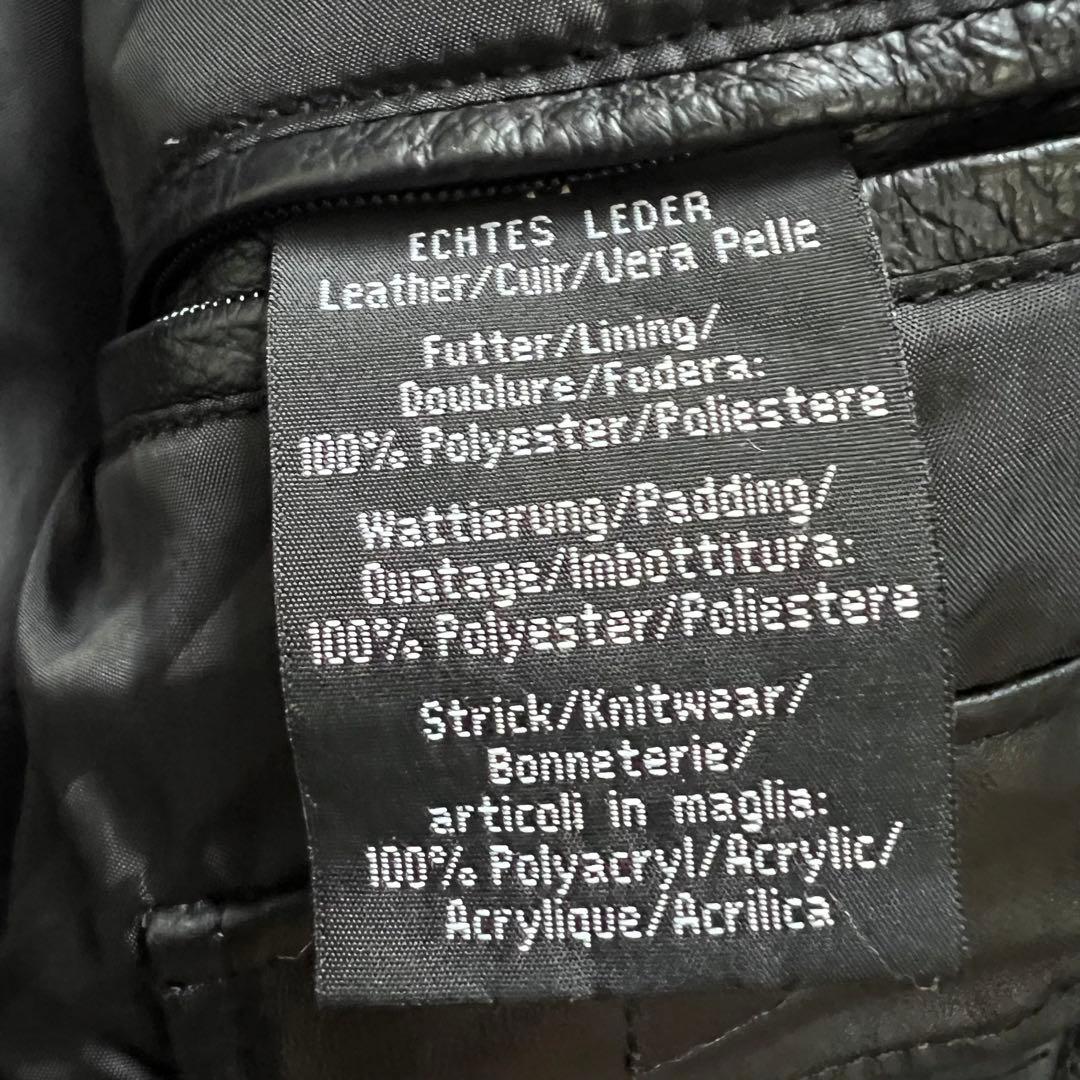 ECHTES LEDER
Leather/Cuir/Vera Pelle
Futter/Lining/
Doublure/Fodera:
100% Polyester/Poliestere
Wattierung/Padding/
Ouatage/Imbottitura:
100% Polyester/Poliestere
Strick/Knitwear/
Bonneterie/
articoli in maglia:
100% Polyacryl/Acrylic/
Acrylique/Acrilica